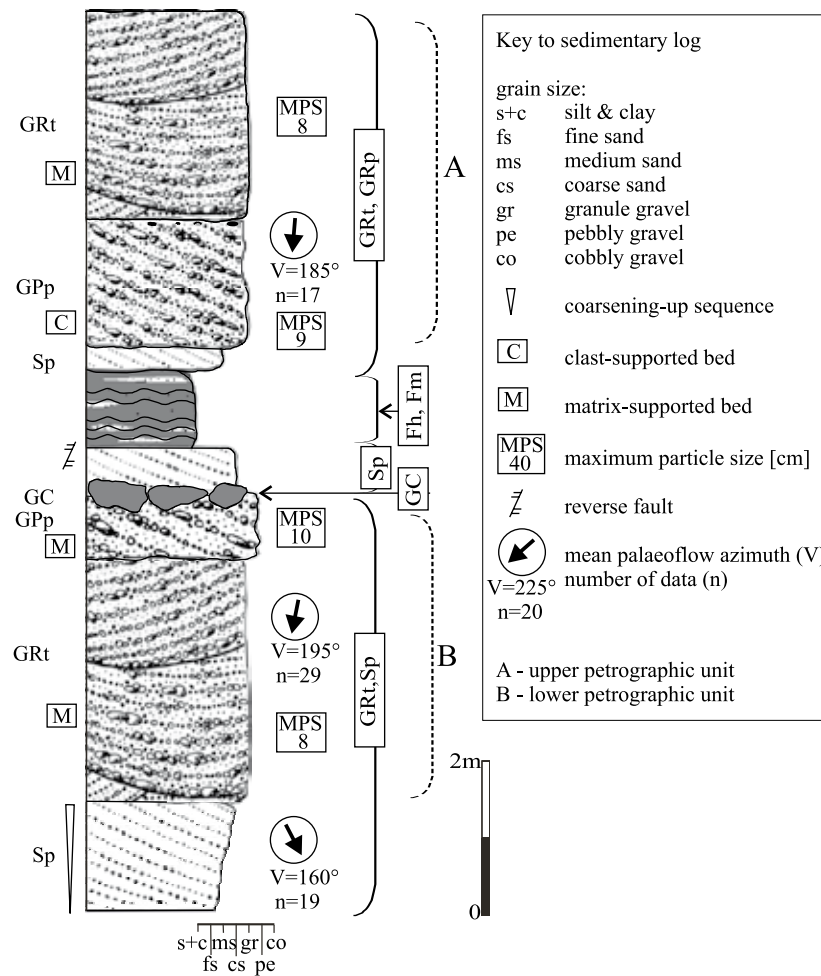 GRt
M
MPS
8
V=185°
n=17
GPp
C
MPS
9
Sp
GRt, GRp
A
Fh, Fm
Sp
GC
GC
GPp
M
MPS
10
V=195°
n=29
GRt
M
MPS
8
GRt,Sp
B
Sp
V=160°
n=19
s+c ms gr co
fs cs pe
2m
0
Key to sedimentary log
grain size:
s+c silt & clay
fs fine sand
ms medium sand
cs coarse sand
gr granule gravel
pe pebbly gravel
co cobbly gravel
coarsening-up sequence
C clast-supported bed
M matrix-supported bed
MPS
40 maximum particle size [cm]
reverse fault
mean palaeoflow azimuth (V)
number of data (n)
V=225°
n=20
A - upper petrographic unit
B - lower petrographic unit